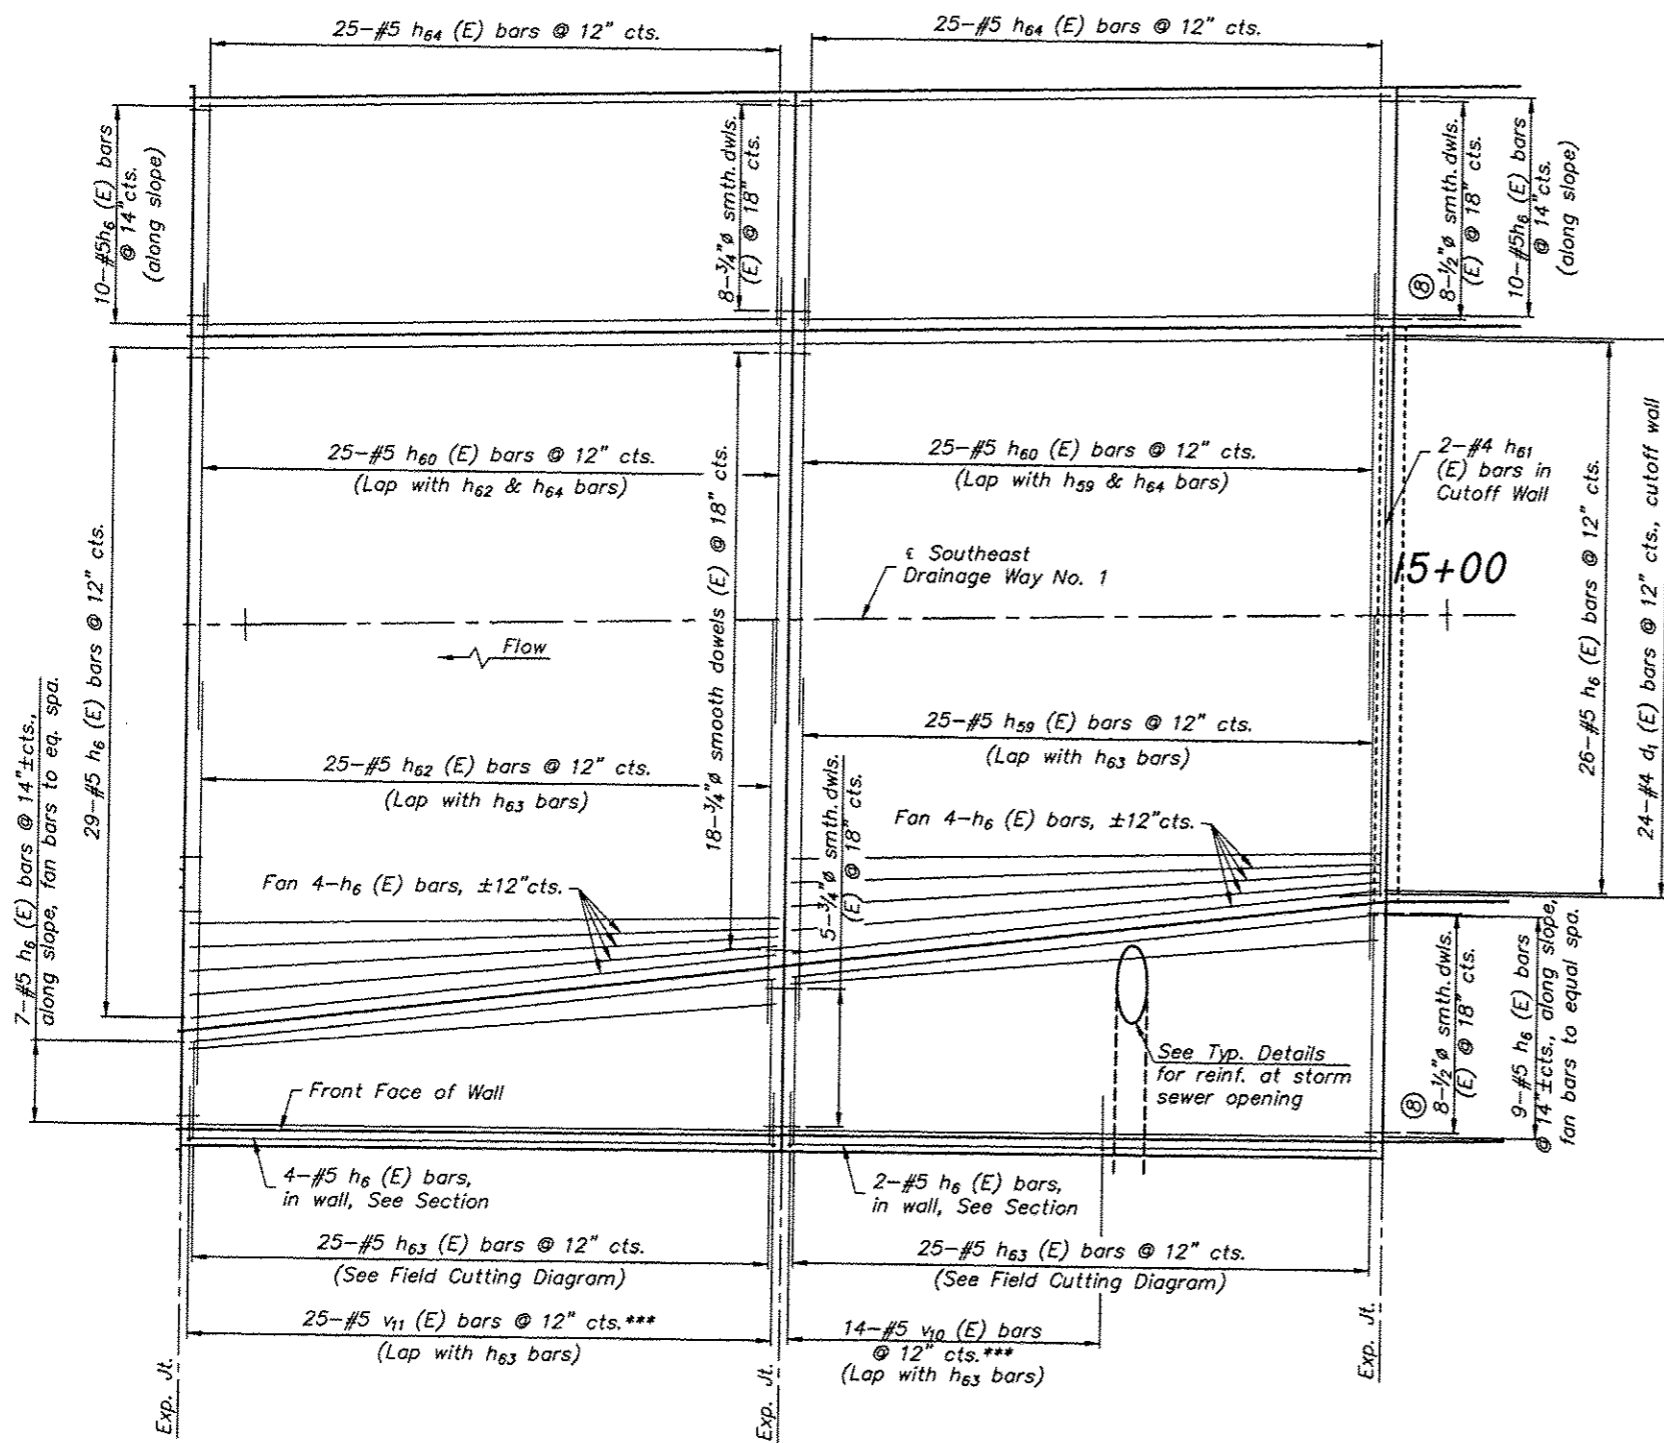 25-#5 h64 (E) bars @ 12" cts.
25-#5 h64 (E) bars @ 12" cts.
10-#5h6 (E) bars
@ 14"cts.
(along slope)
8-3/4"ø smth. dwls.
(E) @ 18" cts.
⑧
8-1/2"ø smth. dwls.
(E) @ 18" cts.
10-#5h6 (E) bars
@ 14"cts.
(along slope)
25-#5 h60 (E) bars @ 12" cts.
(Lap with h62 & h64 bars)
25-#5 h60 (E) bars @ 12" cts.
(Lap with h59 & h64 bars)
2-#4 h61
(E) bars in
Cutoff Wall
℄ Southeast
Drainage Way No. 1
15+00
Flow
7-#5 h6 (E) bars @ 14"±cts.,
along slope, fan bars to eq. spa.
29-#5 h6 (E) bars @ 12" cts.
18-3/4"ø smooth dowels (E) @ 18" cts.
26-#5 h6 (E) bars @ 12" cts.
24-#4 d1 (E) bars @ 12" cts., cutoff wall
25-#5 h62 (E) bars @ 12" cts.
(Lap with h63 bars)
25-#5 h59 (E) bars @ 12" cts.
(Lap with h63 bars)
Fan 4-h6 (E) bars, ±12"cts.
Fan 4-h6 (E) bars, ±12"cts.
5-3/4"ø smth. dwls.
(E) @ 18" cts.
See Typ. Details
for reinf. at storm
sewer opening
⑧
8-1/2"ø smth. dwls.
(E) @ 18" cts.
9-#5 h6 (E) bars
@ 14"±cts., along slope,
fan bars to equal spa.
Front Face of Wall
4-#5 h6 (E) bars,
in wall, See Section
2-#5 h6 (E) bars,
in wall, See Section
25-#5 h63 (E) bars @ 12" cts.
(See Field Cutting Diagram)
25-#5 h63 (E) bars @ 12" cts.
(See Field Cutting Diagram)
25-#5 v11 (E) bars @ 12" cts.***
(Lap with h63 bars)
14-#5 v10 (E) bars
@ 12" cts.***
(Lap with h63 bars)
Exp. Jt.
Exp. Jt.
Exp. Jt.